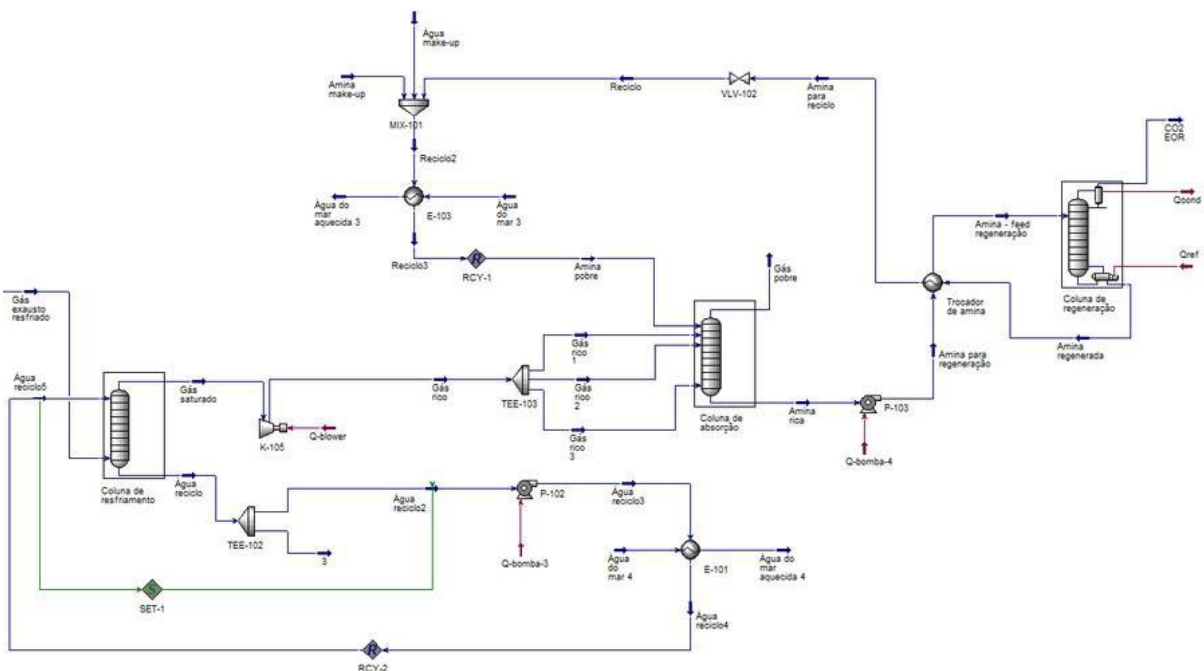 Água
make-up
Amina
make-up
MIX-101
Reciclo
VLV-102
Amina
para
reciclo
CO2
EOR
Reciclo2
Água do
mar
aquecida 3
E-103
Água
do
mar 3
Qcond
Amina - feed
regeneração
Qref
Reciclo3
RCY-1
Amina
pobre
Gás
pobre
Trocador
de amina
Coluna de
regeneração
Gás
exausto
resfriado
Amina
regenerada
Amina para
regeneração
Gás
rico
1
Água
reciclo5
Gás
saturado
Gás
rico
TEE-103
Gás
rico
2
Coluna de
absorção
Amina
rica
P-103
K-105
Q-blower
Gás
rico
3
Q-bomba-4
Coluna de
resfriamento
Água
reciclo
Água
reciclo2
P-102
Água
reciclo3
TEE-102
3
Q-bomba-3
Água
do
mar 4
E-101
Água do
mar
aquecida 4
S
SET-1
Água
reciclo4
R
RCY-2
R